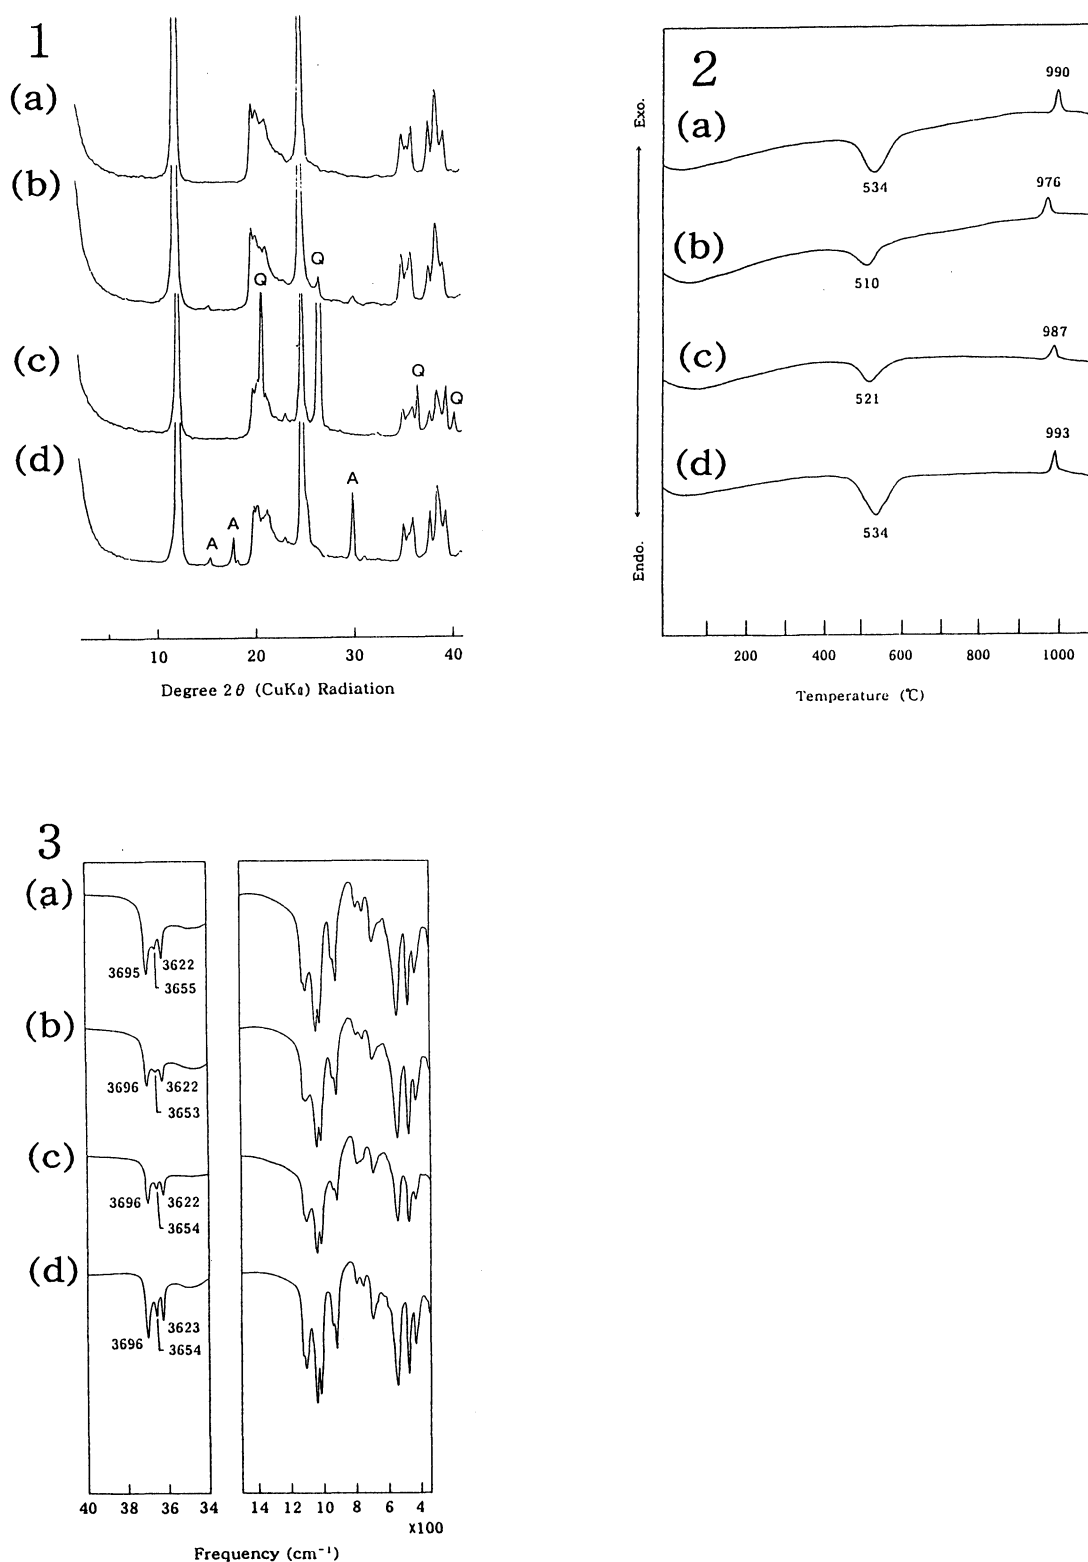 1
(a)
(b)
Q
Q
(c)
Q
Q
(d)
A
A
A
10 20 30 40
Degree 2θ (CuKα) Radiation
2
Exo.
990
(a)
534
976
(b)
510
987
(c)
521
993
(d)
534
Endo.
200 400 600 800 1000
Temperature (℃)
3
(a)
3695
3622
3655
(b)
3696
3622
3653
(c)
3696
3622
3654
(d)
3696
3623
3654
40 38 36 34
14 12 10 8 6 4
X100
Frequency (cm⁻¹)